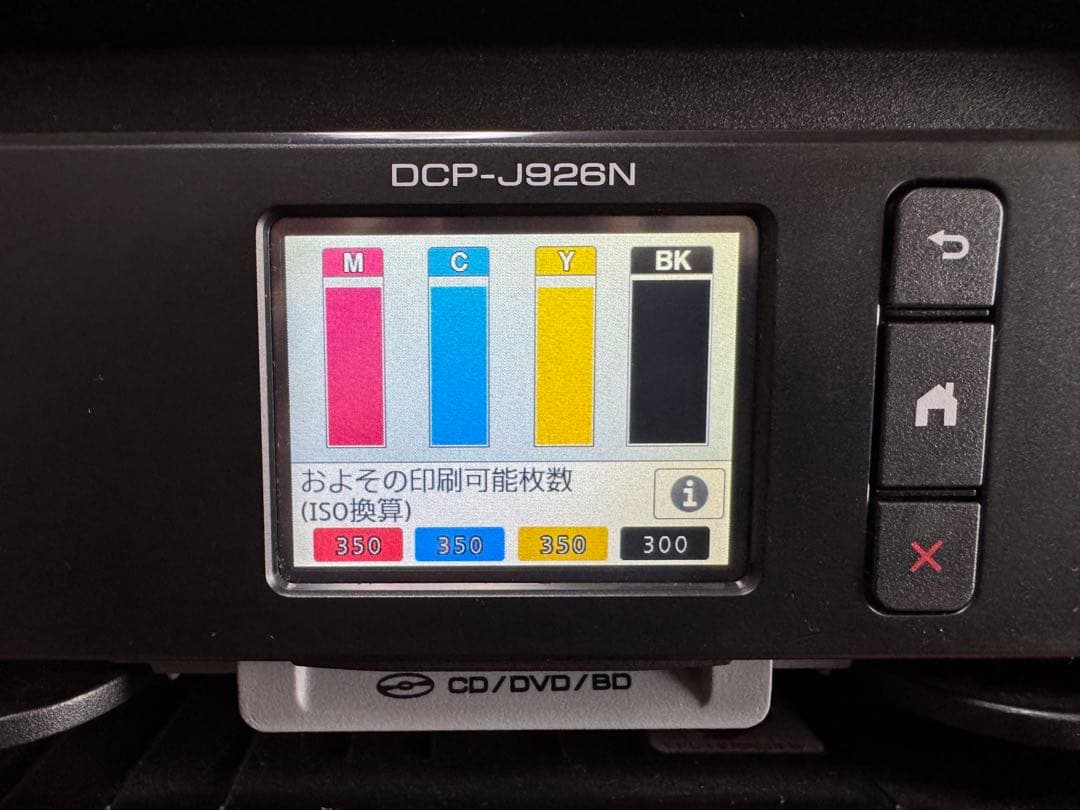 DCP-J926N
M C Y BK
およその印刷可能枚数
(ISO換算)
i
350 350 350 300
CD/DVD/BD